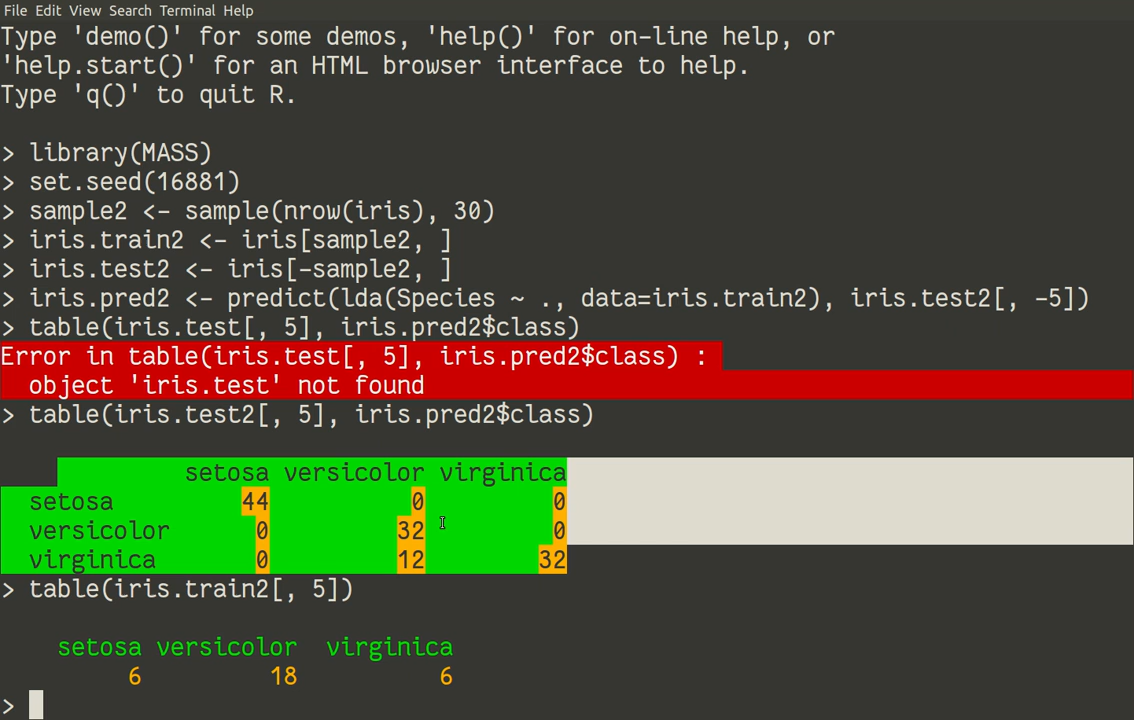 File Edit View Search Terminal Help
Type 'demo()' for some demos, 'help()' for on-line help, or
'help.start()' for an HTML browser interface to help.
Type 'q()' to quit R.
> library(MASS)
> set.seed(16881)
> sample2 <- sample(nrow(iris), 30)
> iris.train2 <- iris[sample2, ]
> iris.test2 <- iris[-sample2, ]
> iris.pred2 <- predict(lda(Species ~ ., data=iris.train2), iris.test2[, -5])
> table(iris.test[, 5], iris.pred2$class)
Error in table(iris.test[, 5], iris.pred2$class) :
  object 'iris.test' not found
> table(iris.test2[, 5], iris.pred2$class)
             setosa versicolor virginica
  setosa         44          0         0
  versicolor      0         32         0
  virginica       0         12        32
> table(iris.train2[, 5])
    setosa versicolor  virginica
         6         18          6
>